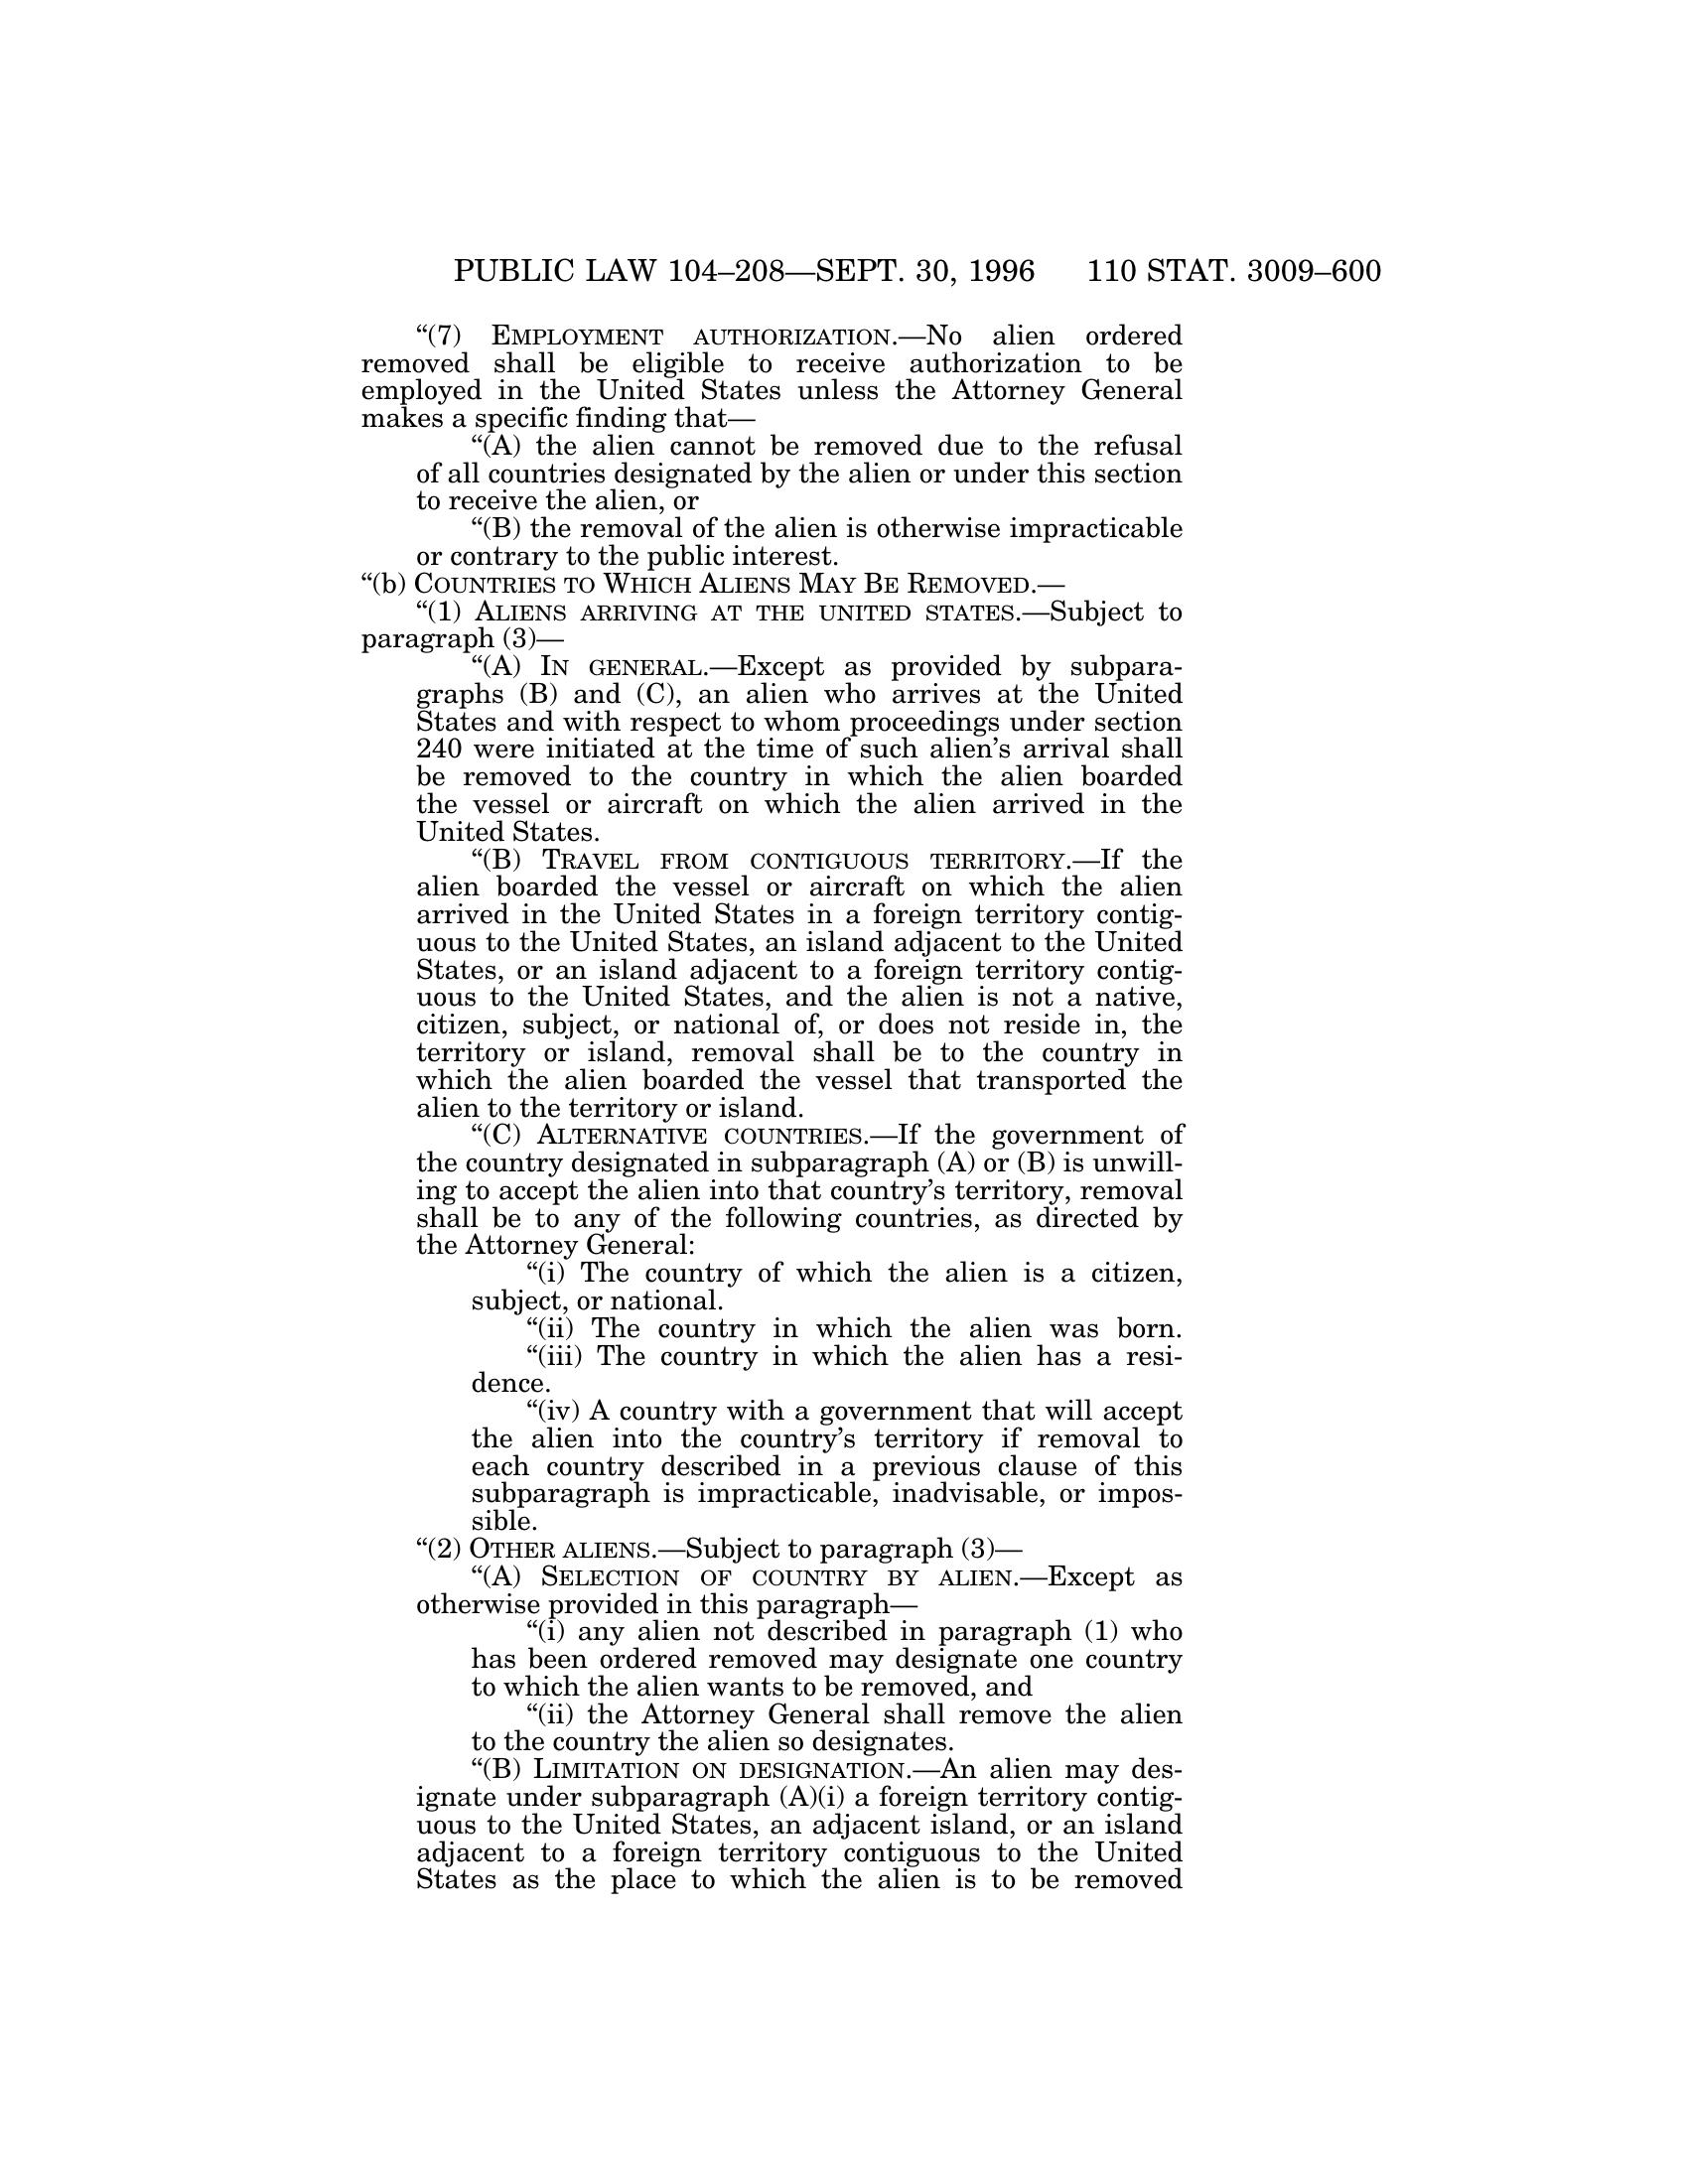 PUBLIC LAW 104–208—SEPT. 30, 1996 110 STAT. 3009–600
“(7) EMPLOYMENT AUTHORIZATION.—No alien ordered
removed shall be eligible to receive authorization to be
employed in the United States unless the Attorney General
makes a specific finding that—
“(A) the alien cannot be removed due to the refusal
of all countries designated by the alien or under this section
to receive the alien, or
“(B) the removal of the alien is otherwise impracticable
or contrary to the public interest.
“(b) COUNTRIES TO WHICH ALIENS MAY BE REMOVED.—
“(1) ALIENS ARRIVING AT THE UNITED STATES.—Subject to
paragraph (3)—
“(A) IN GENERAL.—Except as provided by subpara-
graphs (B) and (C), an alien who arrives at the United
States and with respect to whom proceedings under section
240 were initiated at the time of such alien’s arrival shall
be removed to the country in which the alien boarded
the vessel or aircraft on which the alien arrived in the
United States.
“(B) TRAVEL FROM CONTIGUOUS TERRITORY.—If the
alien boarded the vessel or aircraft on which the alien
arrived in the United States in a foreign territory contig-
uous to the United States, an island adjacent to the United
States, or an island adjacent to a foreign territory contig-
uous to the United States, and the alien is not a native,
citizen, subject, or national of, or does not reside in, the
territory or island, removal shall be to the country in
which the alien boarded the vessel that transported the
alien to the territory or island.
“(C) ALTERNATIVE COUNTRIES.—If the government of
the country designated in subparagraph (A) or (B) is unwill-
ing to accept the alien into that country’s territory, removal
shall be to any of the following countries, as directed by
the Attorney General:
“(i) The country of which the alien is a citizen,
subject, or national.
“(ii) The country in which the alien was born.
“(iii) The country in which the alien has a resi-
dence.
“(iv) A country with a government that will accept
the alien into the country’s territory if removal to
each country described in a previous clause of this
subparagraph is impracticable, inadvisable, or impos-
sible.
“(2) OTHER ALIENS.—Subject to paragraph (3)—
“(A) SELECTION OF COUNTRY BY ALIEN.—Except as
otherwise provided in this paragraph—
“(i) any alien not described in paragraph (1) who
has been ordered removed may designate one country
to which the alien wants to be removed, and
“(ii) the Attorney General shall remove the alien
to the country the alien so designates.
“(B) LIMITATION ON DESIGNATION.—An alien may des-
ignate under subparagraph (A)(i) a foreign territory contig-
uous to the United States, an adjacent island, or an island
adjacent to a foreign territory contiguous to the United
States as the place to which the alien is to be removed